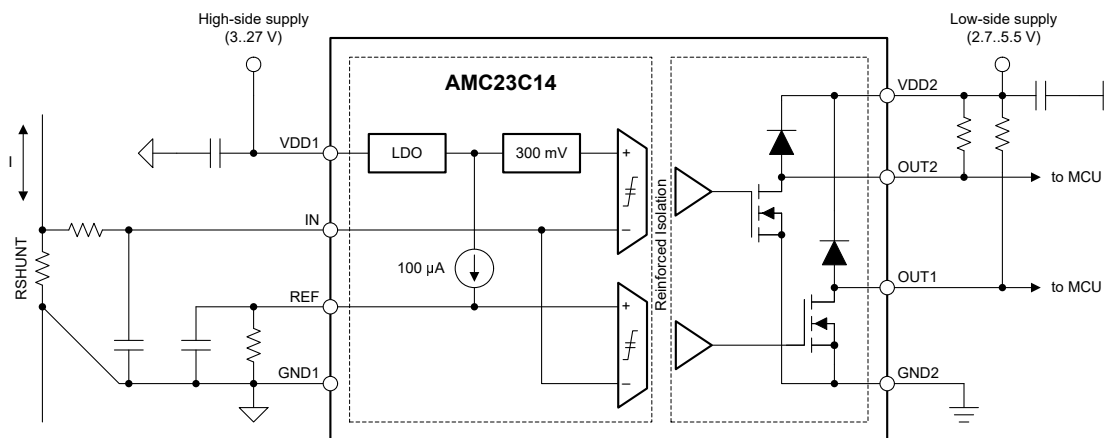 High-side supply
(3..27 V)
Low-side supply
(2.7..5.5 V)
AMC23C14
VDD1
LDO
300 mV
+
−
VDD2
OUT2
to MCU
I
IN
RSHUNT
100 µA
Reinforced Isolation
REF
+
−
OUT1
to MCU
GND1
GND2